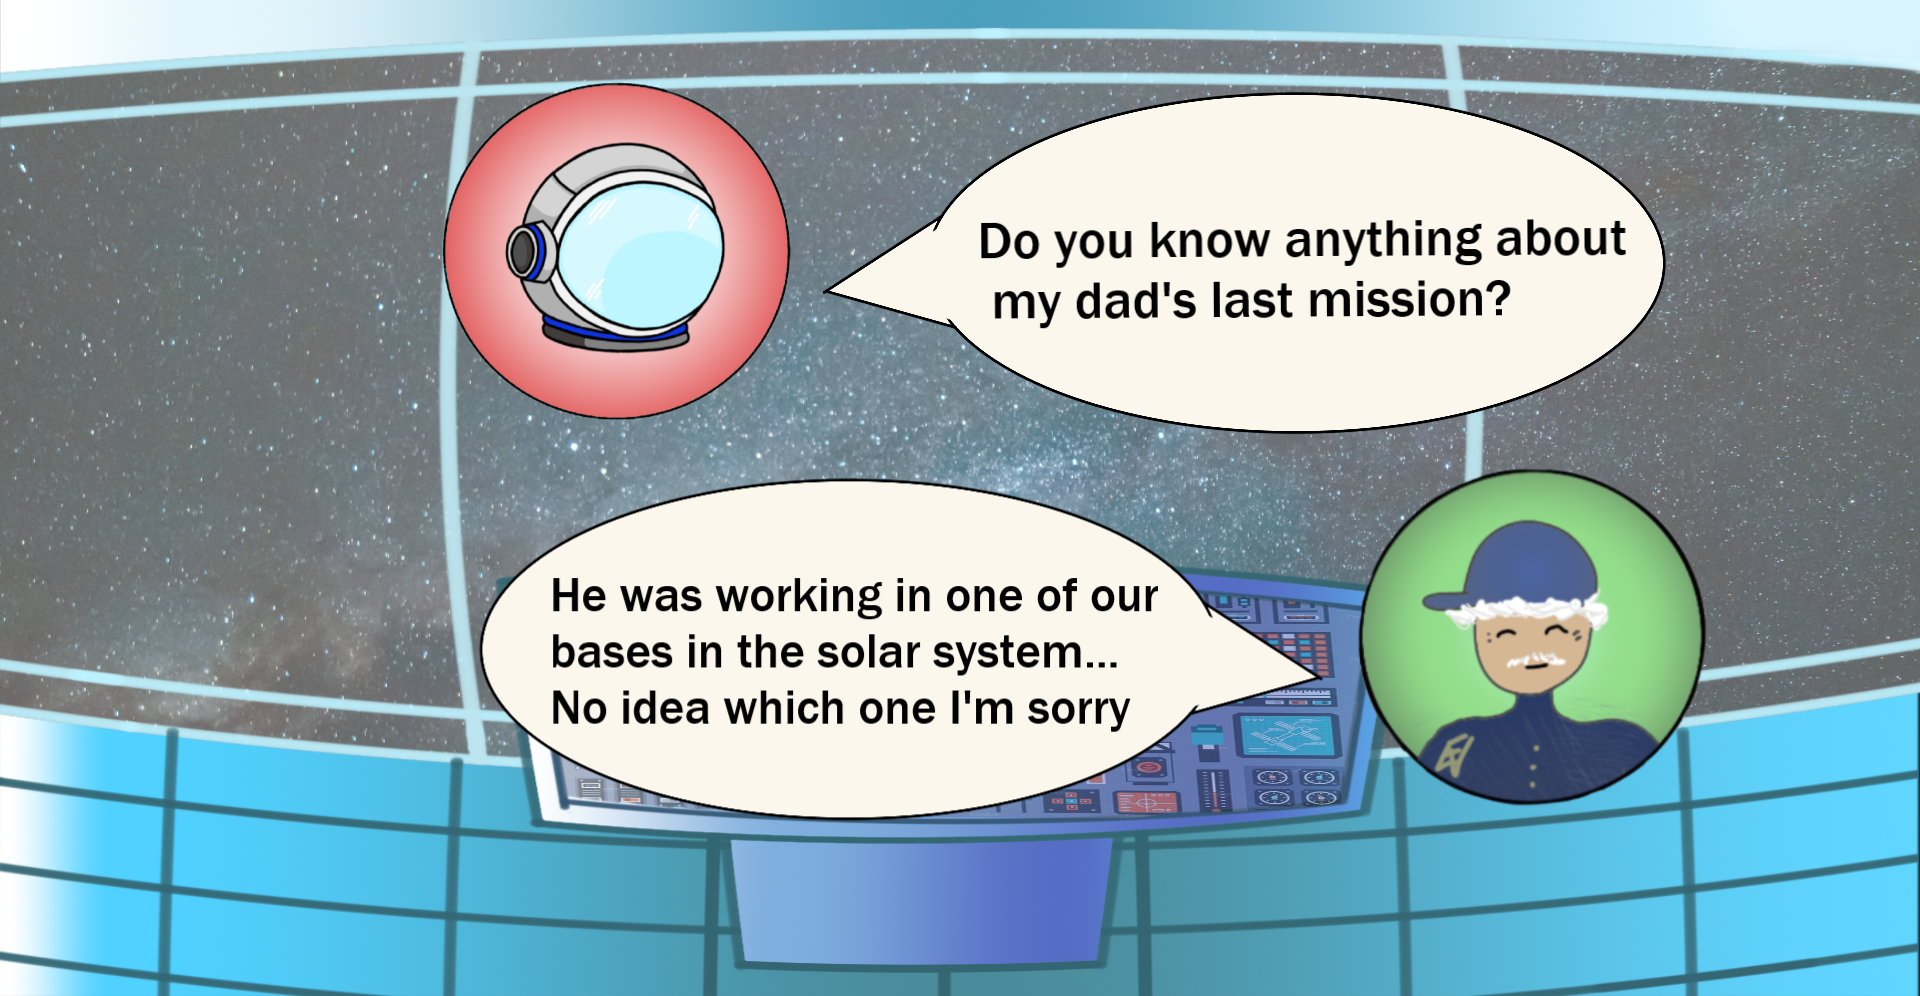 Do you know anything about
my dad's last mission?
He was working in one of our
bases in the solar system...
No idea which one I'm sorry